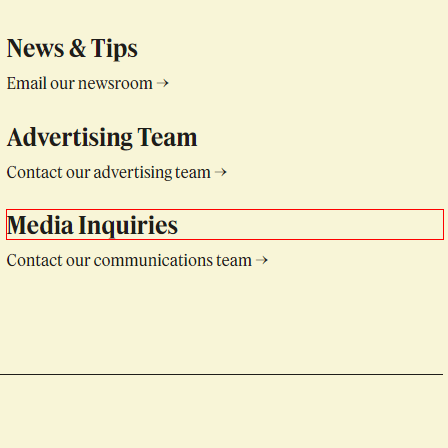 News & Tips
Email our newsroom →
Advertising Team
Contact our advertising team →
Media Inquiries
Contact our communications team →